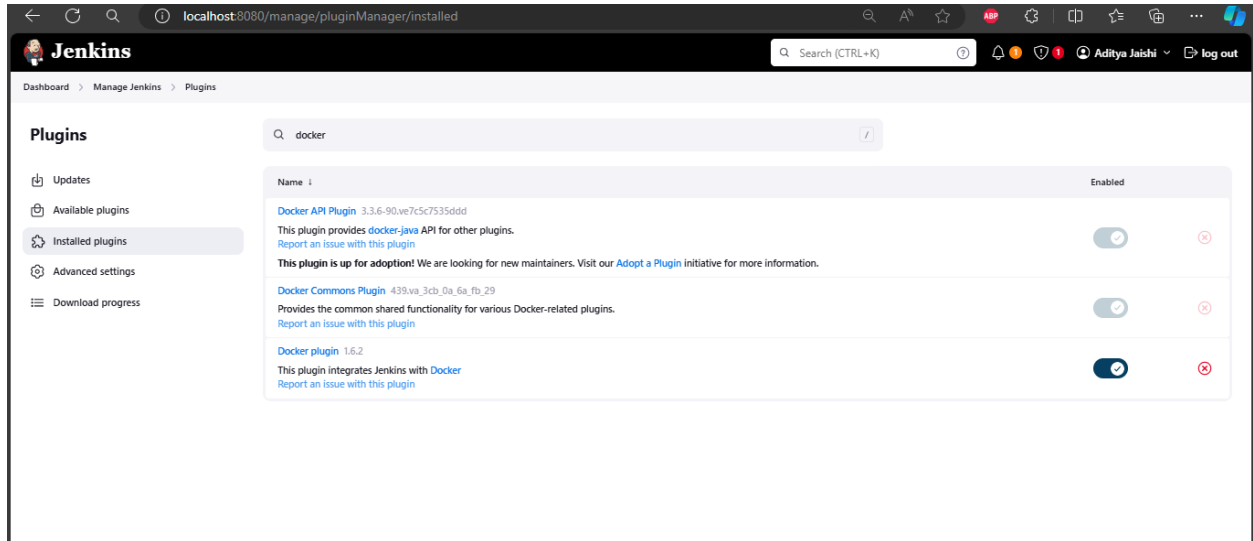 localhost:8080/manage/pluginManager/installed
ABP
Jenkins
Search (CTRL+K)
1
1
Aditya Jaishi
log out
Dashboard > Manage Jenkins > Plugins
Plugins
docker
/
Updates
Available plugins
Installed plugins
Advanced settings
Download progress
Name ↓
Enabled
Docker API Plugin 3.3.6-90.ve7c5c7535ddd
This plugin provides docker-java API for other plugins.
Report an issue with this plugin
This plugin is up for adoption! We are looking for new maintainers. Visit our Adopt a Plugin initiative for more information.
Docker Commons Plugin 439.va_3cb_0a_6a_fb_29
Provides the common shared functionality for various Docker-related plugins.
Report an issue with this plugin
Docker plugin 1.6.2
This plugin integrates Jenkins with Docker
Report an issue with this plugin